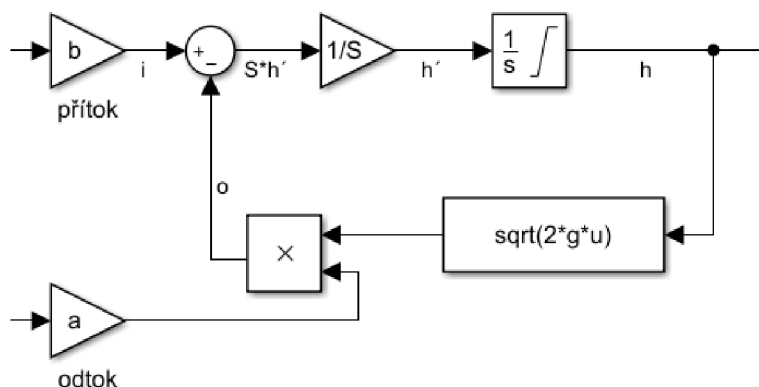 b
i
přítok
+
−
S*h´
1/S
h´
1
s
h
o
×
sqrt(2*g*u)
a
odtok